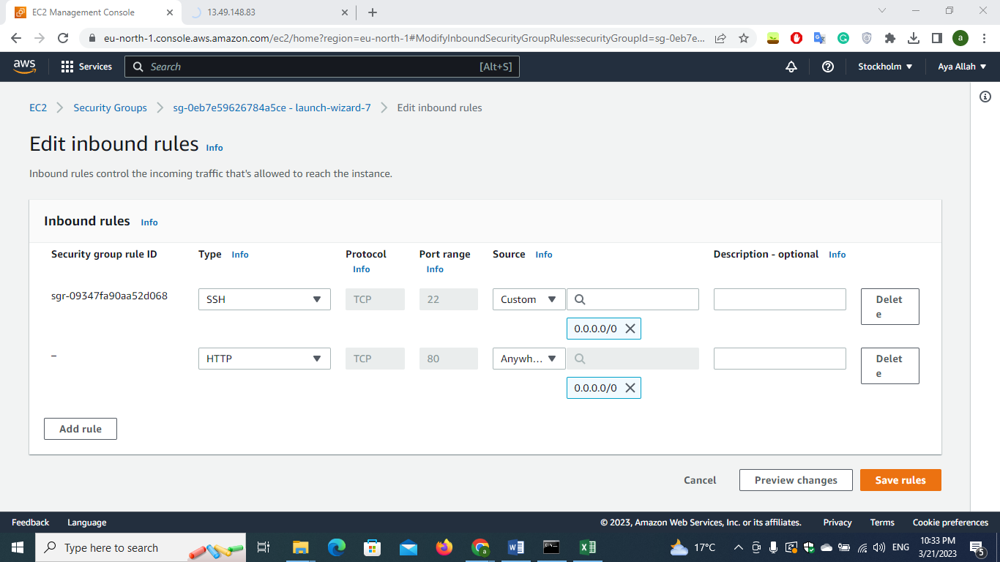 EC2 Management Console
13.49.148.83
eu-north-1.console.aws.amazon.com/ec2/home?region=eu-north-1#ModifyInboundSecurityGroupRules:securityGroupId=sg-0eb7e...
a
aws
Services
Search
[Alt+S]
Stockholm
Aya Allah
EC2
Security Groups
sg-0eb7e59626784a5ce - launch-wizard-7
Edit inbound rules
Edit inbound rules Info
Inbound rules control the incoming traffic that's allowed to reach the instance.
Inbound rules Info
Security group rule ID
Type Info
Protocol
Info
Port range
Info
Source Info
Description - optional Info
sgr-09347fa90aa52d068
SSH
TCP
22
Custom
Delet
e
0.0.0.0/0
–
HTTP
TCP
80
Anywh...
Delet
e
0.0.0.0/0
Add rule
Cancel
Preview changes
Save rules
Feedback
Language
© 2023, Amazon Web Services, Inc. or its affiliates.
Privacy
Terms
Cookie preferences
Type here to search
17°C
ENG
10:33 PM
3/21/2023
5